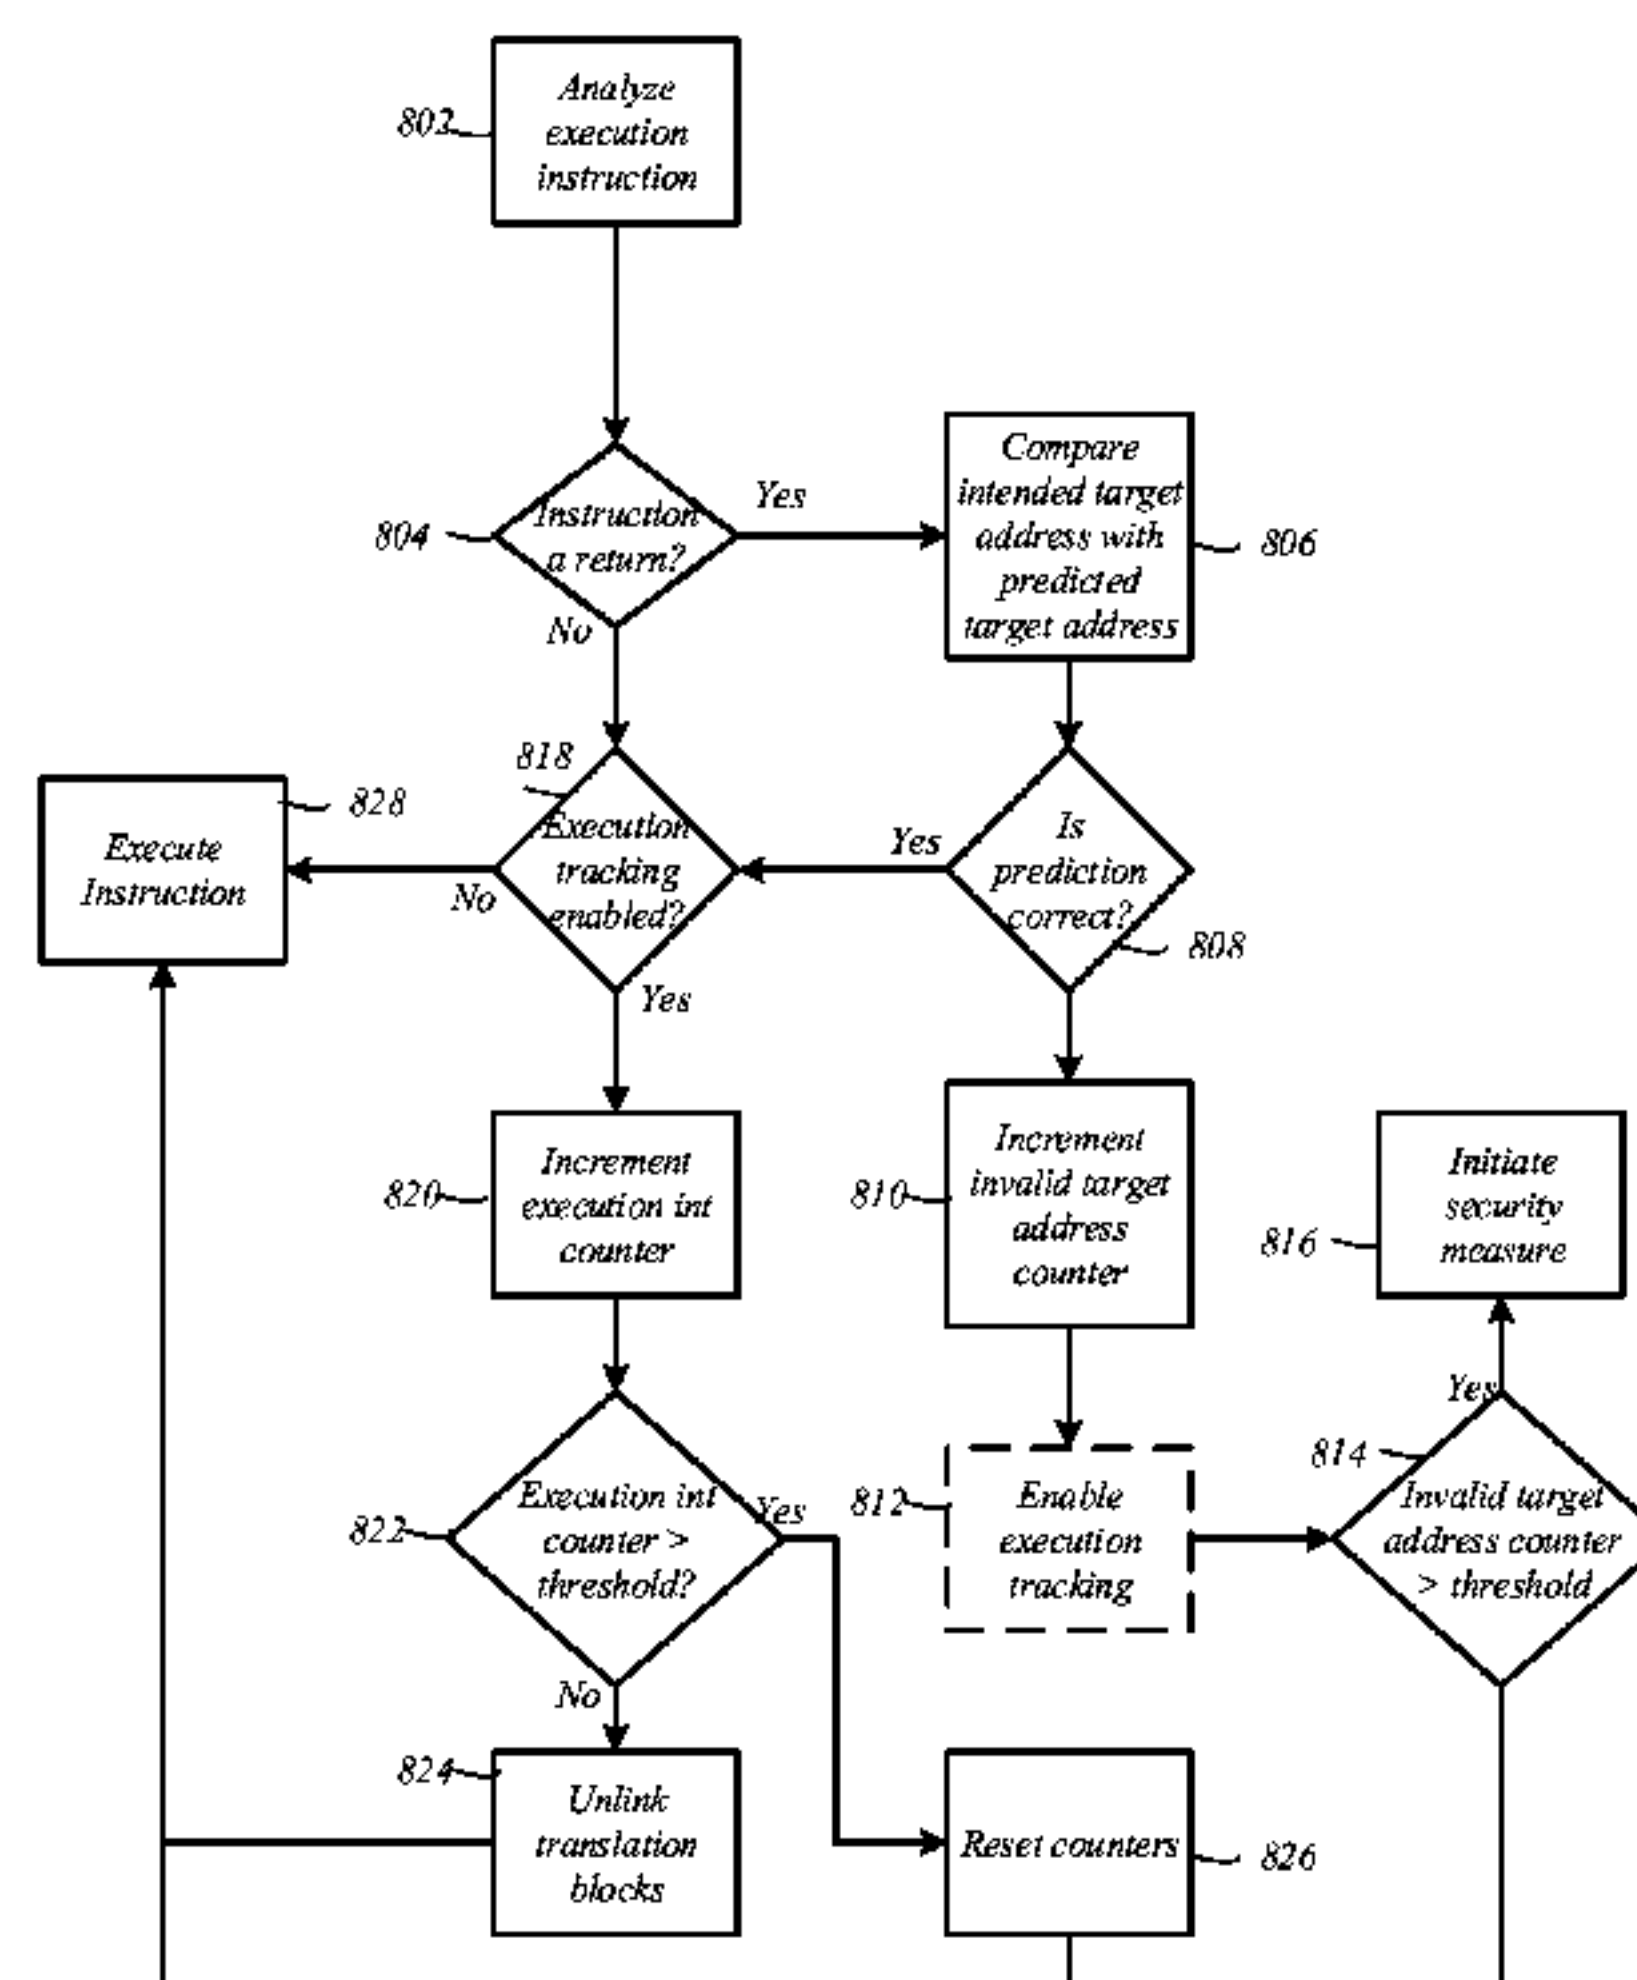 Analyze
execution
instruction
802
Instruction
a return?
804
Yes
No
Compare
intended target
address with
predicted
target address
806
818
Execution
tracking
enabled?
Yes
No
Is
prediction
correct?
808
Yes
828
Execute
Instruction
Increment
execution int
counter
820
Increment
invalid target
address
counter
810
Initiate
security
measure
816
Yes
814
Invalid target
address counter
> threshold
Enable
execution
tracking
812
Execution int
counter >
threshold?
822
Yes
No
824
Unlink
translation
blocks
Reset counters
826